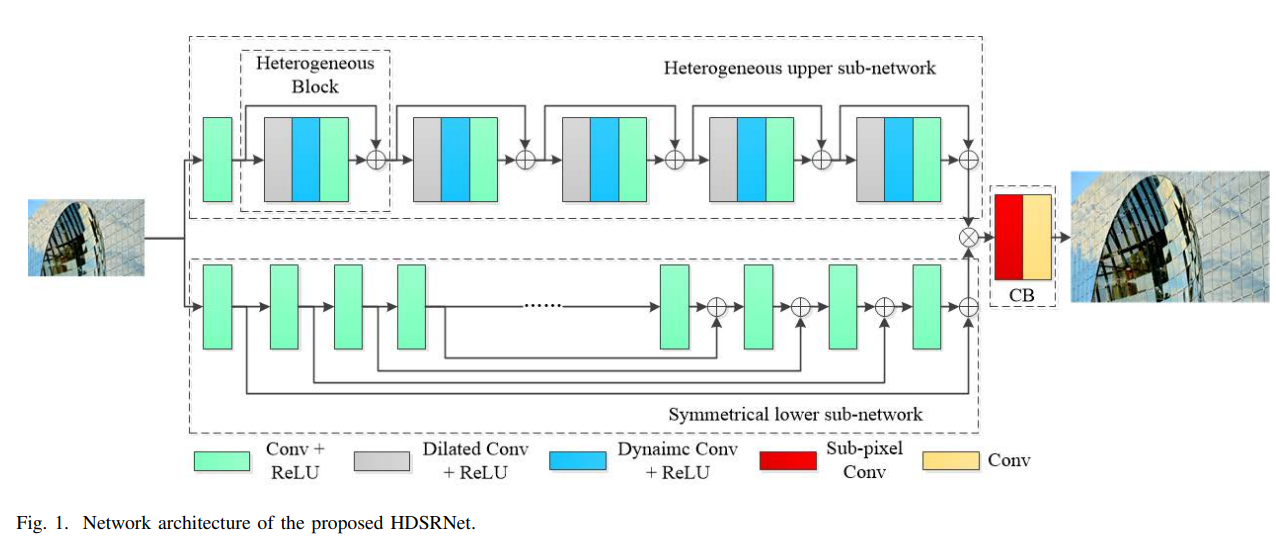 Heterogeneous
Block
Heterogeneous upper sub-network
CB
......
Symmetrical lower sub-network
Conv +
ReLU
Dilated Conv
+ ReLU
Dynaimc Conv
+ ReLU
Sub-pixel
Conv
Conv
Fig. 1. Network architecture of the proposed HDSRNet.